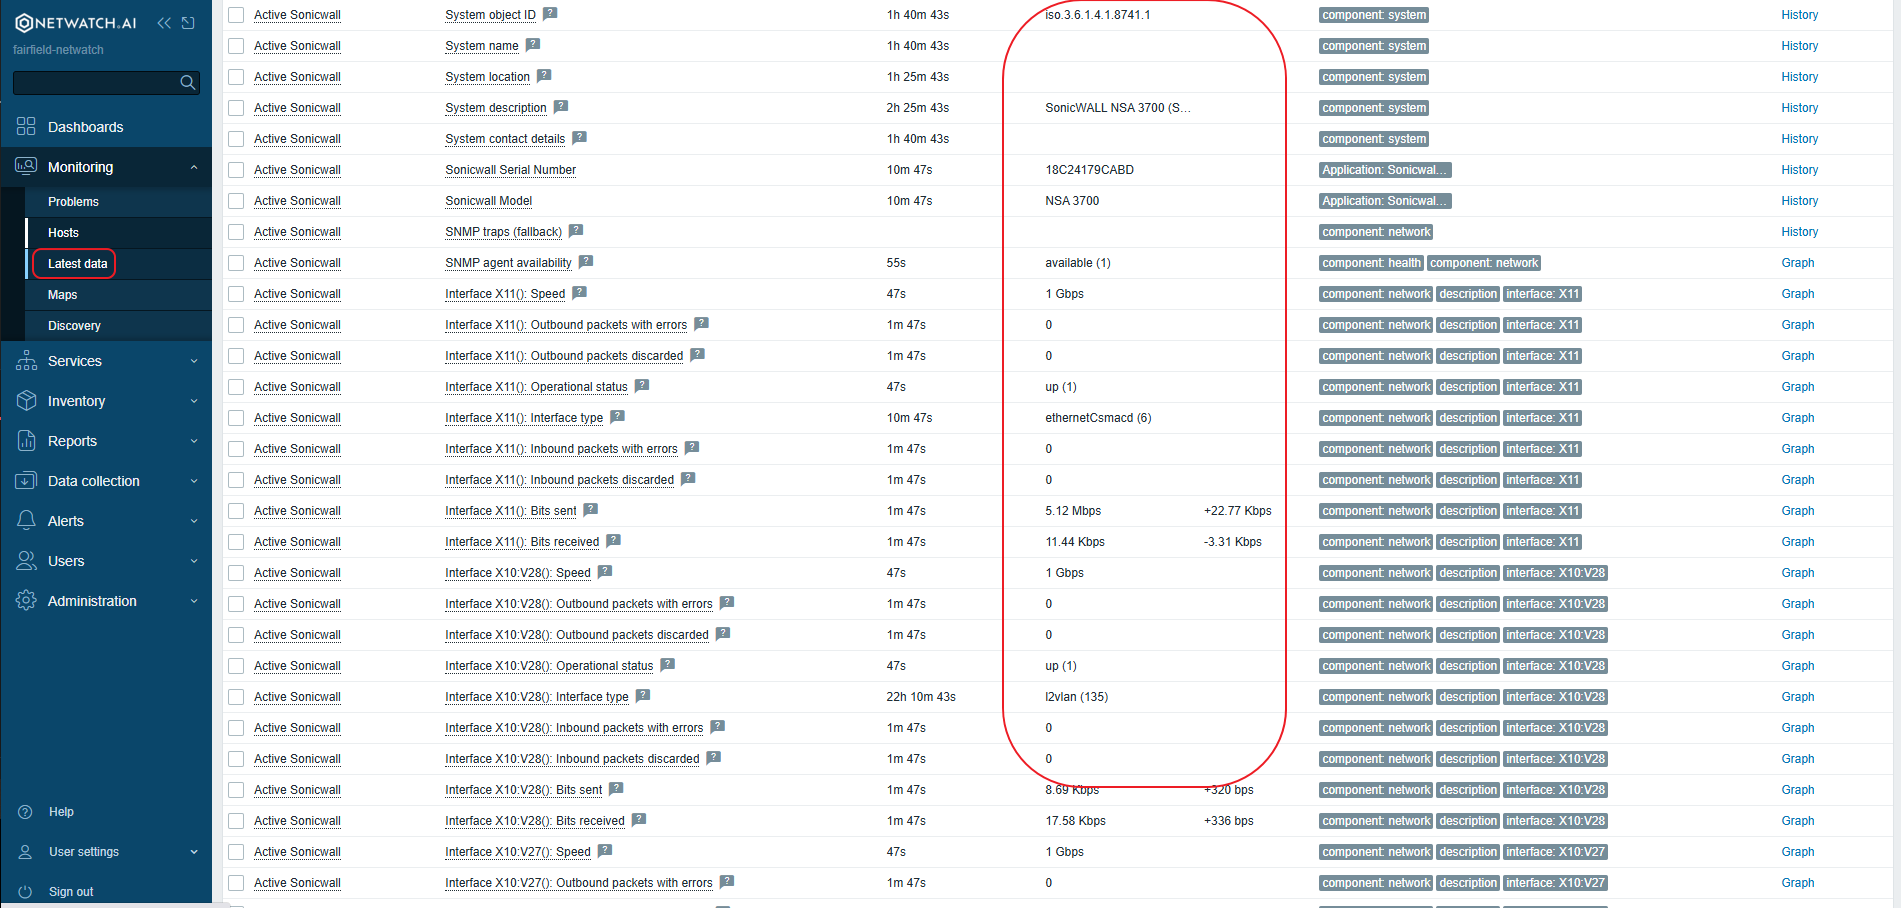 NETWATCH.AI
fairfield-netwatch
Dashboards
Monitoring
Problems
Hosts
Latest data
Maps
Discovery
Services
Inventory
Reports
Data collection
Alerts
Users
Administration
Help
User settings
Sign out
Active Sonicwall System object ID ? 1h 40m 43s iso.3.6.1.4.1.8741.1 component: system History
Active Sonicwall System name ? 1h 40m 43s component: system History
Active Sonicwall System location ? 1h 25m 43s component: system History
Active Sonicwall System description ? 2h 25m 43s SonicWALL NSA 3700 (S... component: system History
Active Sonicwall System contact details ? 1h 40m 43s component: system History
Active Sonicwall Sonicwall Serial Number 10m 47s 18C24179CABD Application: Sonicwal... History
Active Sonicwall Sonicwall Model 10m 47s NSA 3700 Application: Sonicwal... History
Active Sonicwall SNMP traps (fallback) ? component: network History
Active Sonicwall SNMP agent availability ? 55s available (1) component: health component: network Graph
Active Sonicwall Interface X11(): Speed ? 47s 1 Gbps component: network description interface: X11 Graph
Active Sonicwall Interface X11(): Outbound packets with errors ? 1m 47s 0 component: network description interface: X11 Graph
Active Sonicwall Interface X11(): Outbound packets discarded ? 1m 47s 0 component: network description interface: X11 Graph
Active Sonicwall Interface X11(): Operational status ? 47s up (1) component: network description interface: X11 Graph
Active Sonicwall Interface X11(): Interface type ? 10m 47s ethernetCsmacd (6) component: network description interface: X11 Graph
Active Sonicwall Interface X11(): Inbound packets with errors ? 1m 47s 0 component: network description interface: X11 Graph
Active Sonicwall Interface X11(): Inbound packets discarded ? 1m 47s 0 component: network description interface: X11 Graph
Active Sonicwall Interface X11(): Bits sent ? 1m 47s 5.12 Mbps +22.77 Kbps component: network description interface: X11 Graph
Active Sonicwall Interface X11(): Bits received ? 1m 47s 11.44 Kbps -3.31 Kbps component: network description interface: X11 Graph
Active Sonicwall Interface X10:V28(): Speed ? 47s 1 Gbps component: network description interface: X10:V28 Graph
Active Sonicwall Interface X10:V28(): Outbound packets with errors ? 1m 47s 0 component: network description interface: X10:V28 Graph
Active Sonicwall Interface X10:V28(): Outbound packets discarded ? 1m 47s 0 component: network description interface: X10:V28 Graph
Active Sonicwall Interface X10:V28(): Operational status ? 47s up (1) component: network description interface: X10:V28 Graph
Active Sonicwall Interface X10:V28(): Interface type ? 22h 10m 43s l2vlan (135) component: network description interface: X10:V28 Graph
Active Sonicwall Interface X10:V28(): Inbound packets with errors ? 1m 47s 0 component: network description interface: X10:V28 Graph
Active Sonicwall Interface X10:V28(): Inbound packets discarded ? 1m 47s 0 component: network description interface: X10:V28 Graph
Active Sonicwall Interface X10:V28(): Bits sent ? 1m 47s 8.69 Kbps +320 bps component: network description interface: X10:V28 Graph
Active Sonicwall Interface X10:V28(): Bits received ? 1m 47s 17.58 Kbps +336 bps component: network description interface: X10:V28 Graph
Active Sonicwall Interface X10:V27(): Speed ? 47s 1 Gbps component: network description interface: X10:V27 Graph
Active Sonicwall Interface X10:V27(): Outbound packets with errors ? 1m 47s 0 component: network description interface: X10:V27 Graph